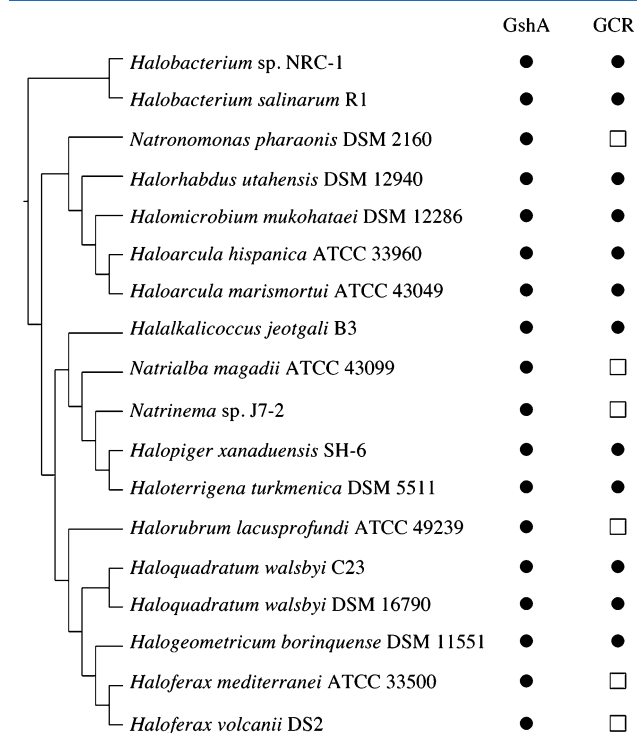 GshA GCR
Halobacterium sp. NRC-1
Halobacterium salinarum R1
Natronomonas pharaonis DSM 2160
Halorhabdus utahensis DSM 12940
Halomicrobium mukohataei DSM 12286
Haloarcula hispanica ATCC 33960
Haloarcula marismortui ATCC 43049
Halalkalicoccus jeotgali B3
Natrialba magadii ATCC 43099
Natrinema sp. J7-2
Halopiger xanaduensis SH-6
Haloterrigena turkmenica DSM 5511
Halorubrum lacusprofundi ATCC 49239
Haloquadratum walsbyi C23
Haloquadratum walsbyi DSM 16790
Halogeometricum borinquense DSM 11551
Haloferax mediterranei ATCC 33500
Haloferax volcanii DS2